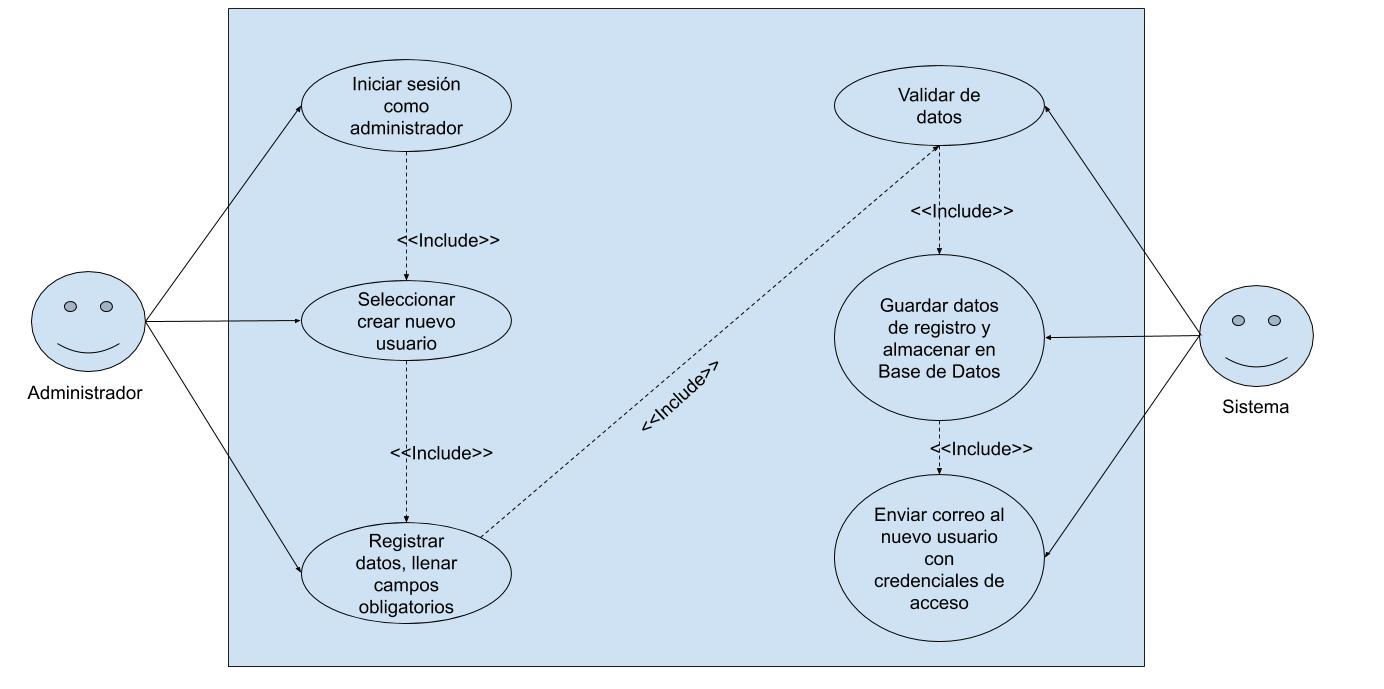 Iniciar sesión
como
administrador
<<Include>>
Seleccionar
crear nuevo
usuario
<<Include>>
Registrar
datos, llenar
campos
obligatorios
Administrador
<<Include>>
Validar de
datos
<<Include>>
Guardar datos
de registro y
almacenar en
Base de Datos
<<Include>>
Enviar correo al
nuevo usuario
con
credenciales de
acceso
Sistema